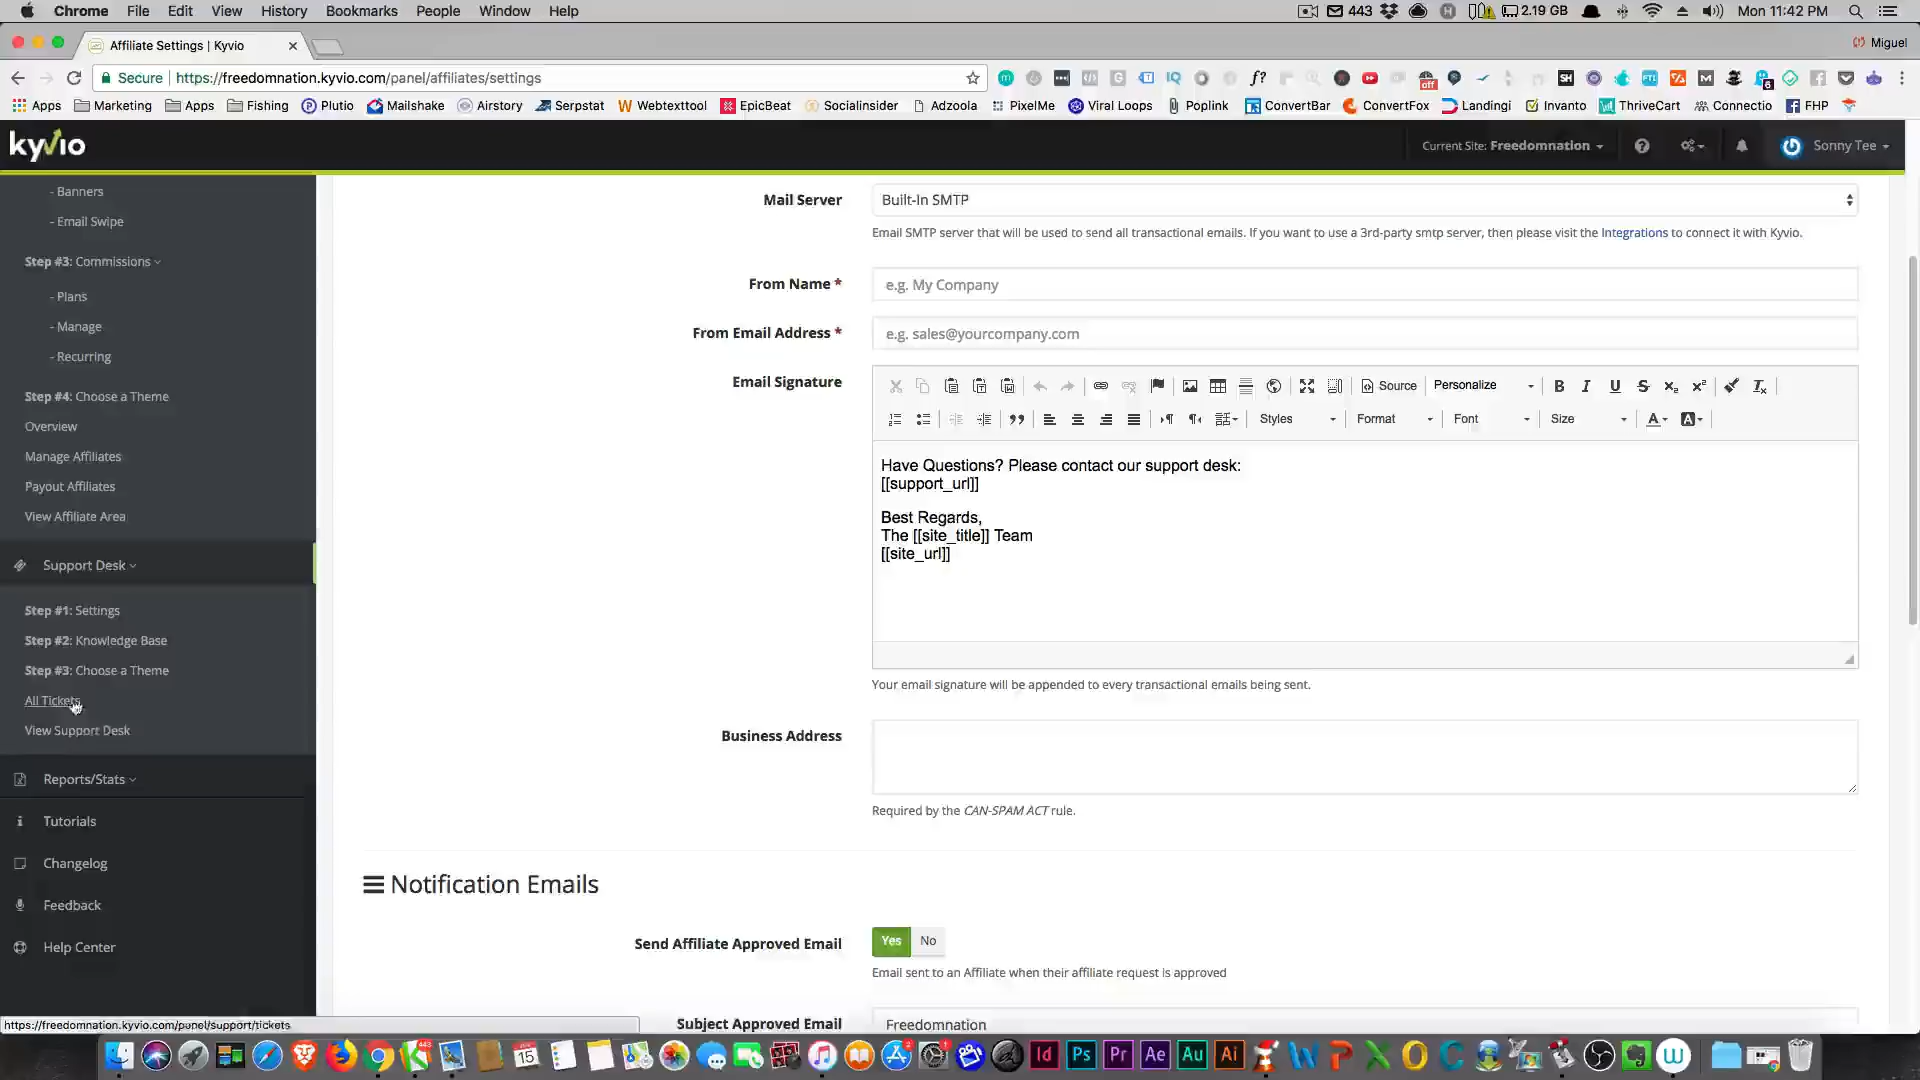 Chrome File Edit View History Bookmarks People Window Help 443 2.19 GB Mon 11:42 PM
Affiliate Settings | Kyvio Miguel
Secure https://freedomnation.kyvio.com/panel/affiliates/settings
Apps Marketing Apps Fishing Plutio Mailshake Airstory Serpstat Webtexttool EpicBeat Socialinsider Adzoola PixelMe Viral Loops Poplink ConvertBar ConvertFox Landingi Invanto ThriveCart Connectio FHP
kyvio Current Site: Freedomnation Sonny Tee
- Banners
- Email Swipe
Step #3: Commissions
- Plans
- Manage
- Recurring
Step #4: Choose a Theme
Overview
Manage Affiliates
Payout Affiliates
View Affiliate Area
Support Desk
Step #1: Settings
Step #2: Knowledge Base
Step #3: Choose a Theme
All Tickets
View Support Desk
Reports/Stats
Tutorials
Changelog
Feedback
Help Center
https://freedomnation.kyvio.com/panel/support/tickets
Mail Server Built-In SMTP
Email SMTP server that will be used to send all transactional emails. If you want to use a 3rd-party smtp server, then please visit the Integrations to connect it with Kyvio.
From Name * e.g. My Company
From Email Address * e.g. sales@yourcompany.com
Email Signature
Source Personalize B I U S
Styles Format Font Size A A
Have Questions? Please contact our support desk:
[[support_url]]
Best Regards,
The [[site_title]] Team
[[site_url]]
Your email signature will be appended to every transactional emails being sent.
Business Address
Required by the CAN-SPAM ACT rule.
Notification Emails
Send Affiliate Approved Email Yes No
Email sent to an Affiliate when their affiliate request is approved
Subject Approved Email Freedomnation
443 15 Id Ps Pr Ae Au Ai